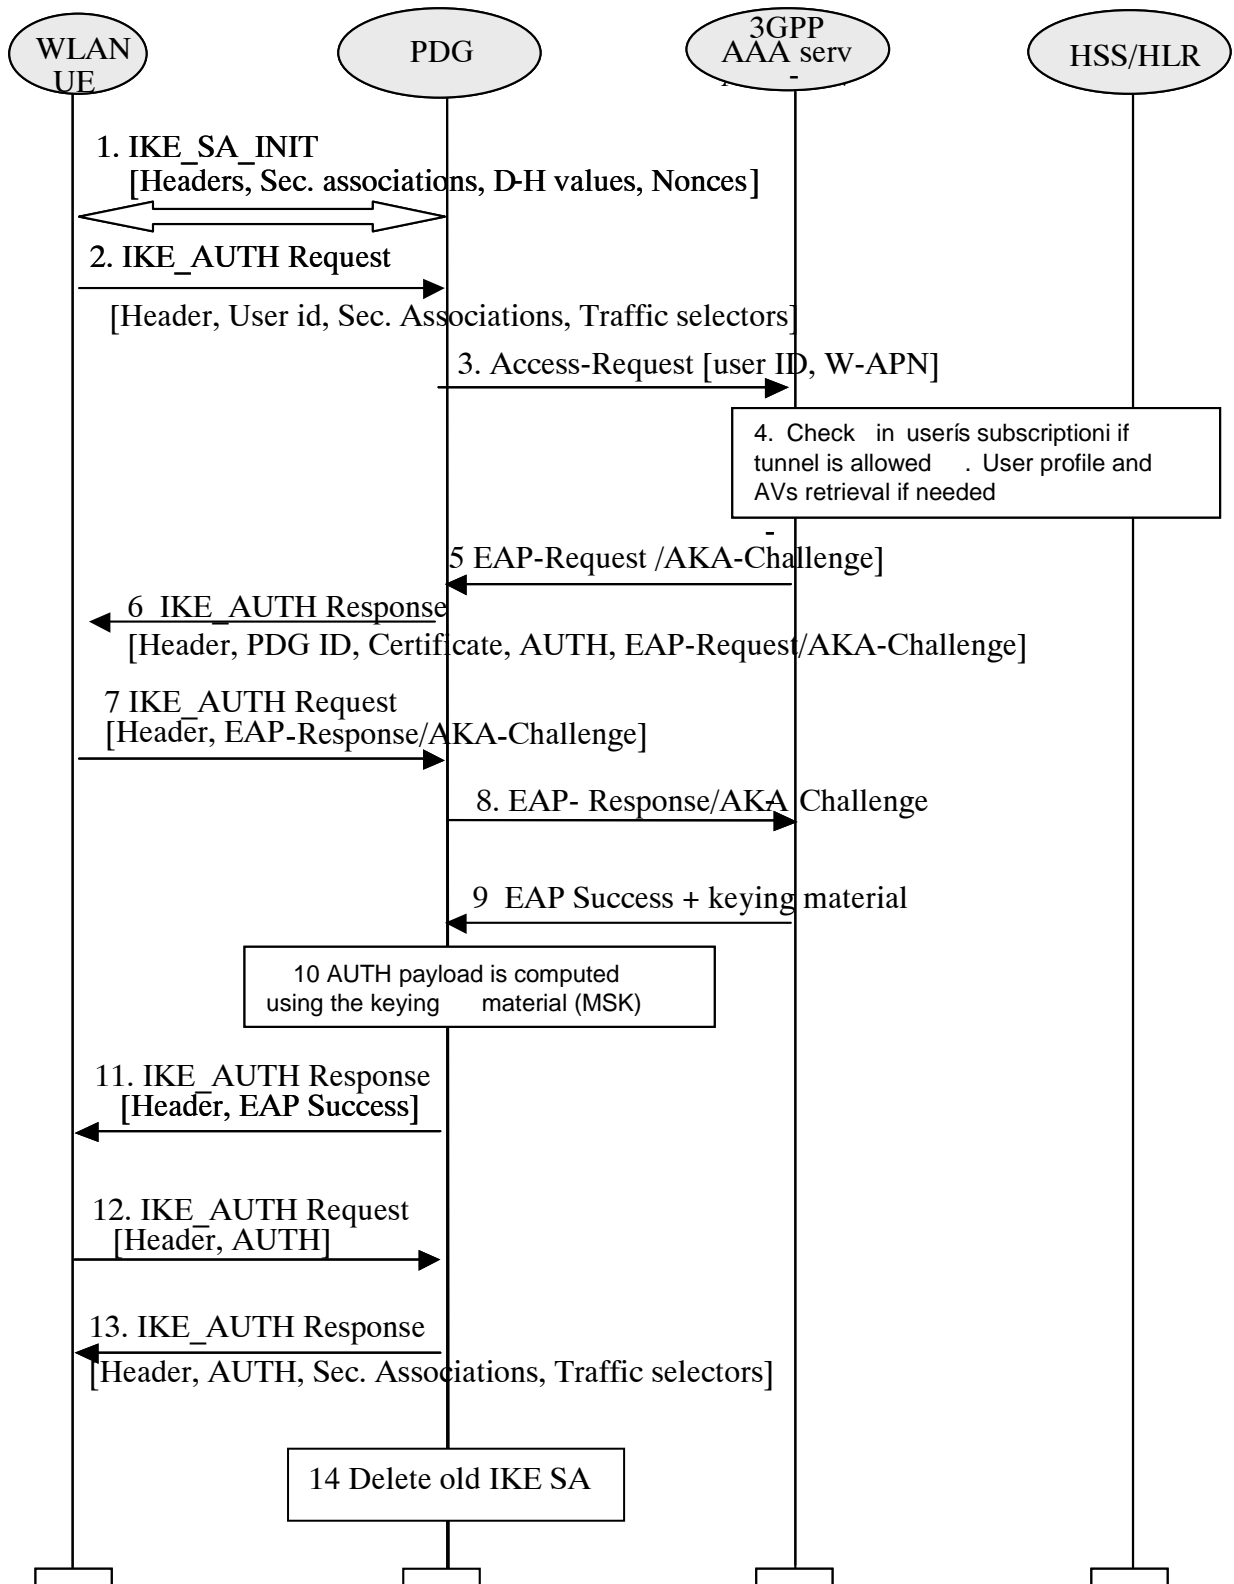 WLAN
UE
PDG
3GPP
AAA serv
-
HSS/HLR
1. IKE_SA_INIT
[Headers, Sec. associations, D-H values, Nonces]
2. IKE_AUTH Request
[Header, User id, Sec. Associations, Traffic selectors]
3. Access-Request [user ID, W-APN]
4. Check in userís subscriptioni if
tunnel is allowed . User profile and
AVs retrieval if needed
-
5 EAP-Request /AKA-Challenge]
6 IKE_AUTH Response
[Header, PDG ID, Certificate, AUTH, EAP-Request/AKA-Challenge]
7 IKE_AUTH Request
[Header, EAP-Response/AKA-Challenge]
8. EAP- Response/AKA- Challenge
9 EAP Success + keying material
10 AUTH payload is computed
using the keying material (MSK)
11. IKE_AUTH Response
[Header, EAP Success]
12. IKE_AUTH Request
[Header, AUTH]
13. IKE_AUTH Response
[Header, AUTH, Sec. Associations, Traffic selectors]
14 Delete old IKE SA